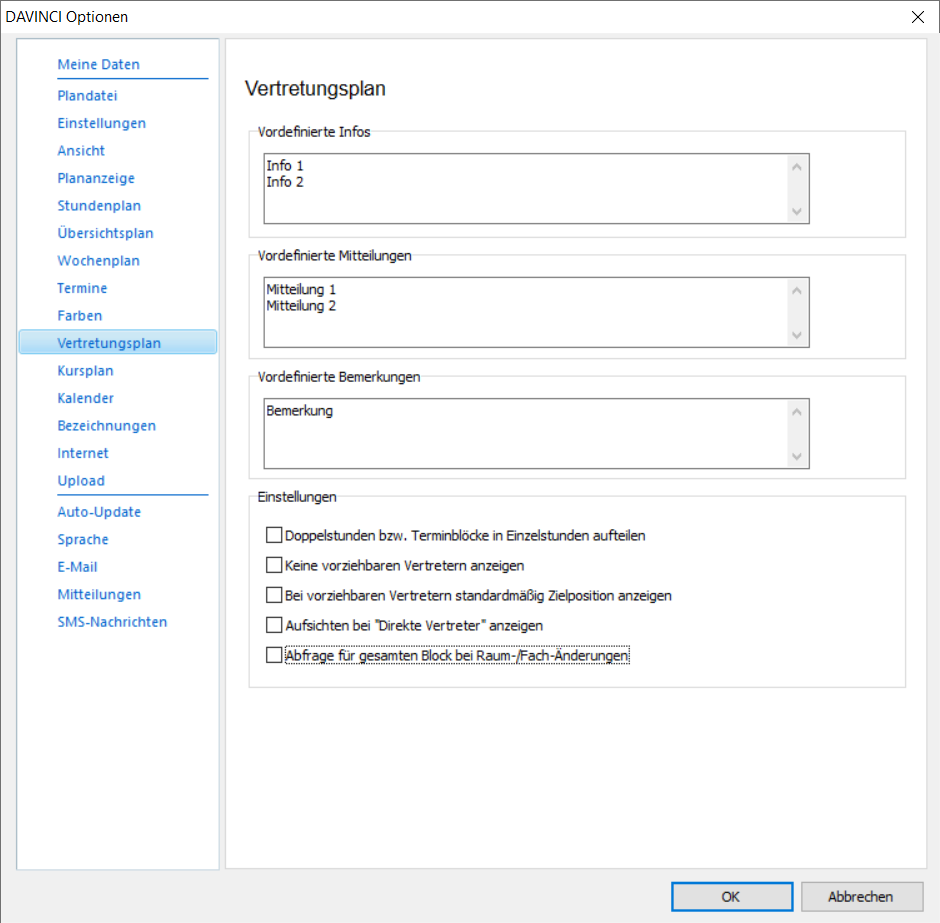 DAVINCI Optionen
Meine Daten
Plandatei
Einstellungen
Ansicht
Plananzeige
Stundenplan
Übersichtsplan
Wochenplan
Termine
Farben
Vertretungsplan
Kursplan
Kalender
Bezeichnungen
Internet
Upload
Auto-Update
Sprache
E-Mail
Mitteilungen
SMS-Nachrichten
Vertretungsplan
Vordefinierte Infos
Info 1
Info 2
Vordefinierte Mitteilungen
Mitteilung 1
Mitteilung 2
Vordefinierte Bemerkungen
Bemerkung
Einstellungen
Doppelstunden bzw. Terminblöcke in Einzelstunden aufteilen
Keine vorziehbaren Vertretern anzeigen
Bei vorziehbaren Vertretern standardmäßig Zielposition anzeigen
Aufsichten bei "Direkte Vertreter" anzeigen
Abfrage für gesamten Block bei Raum-/Fach-Änderungen
OK
Abbrechen